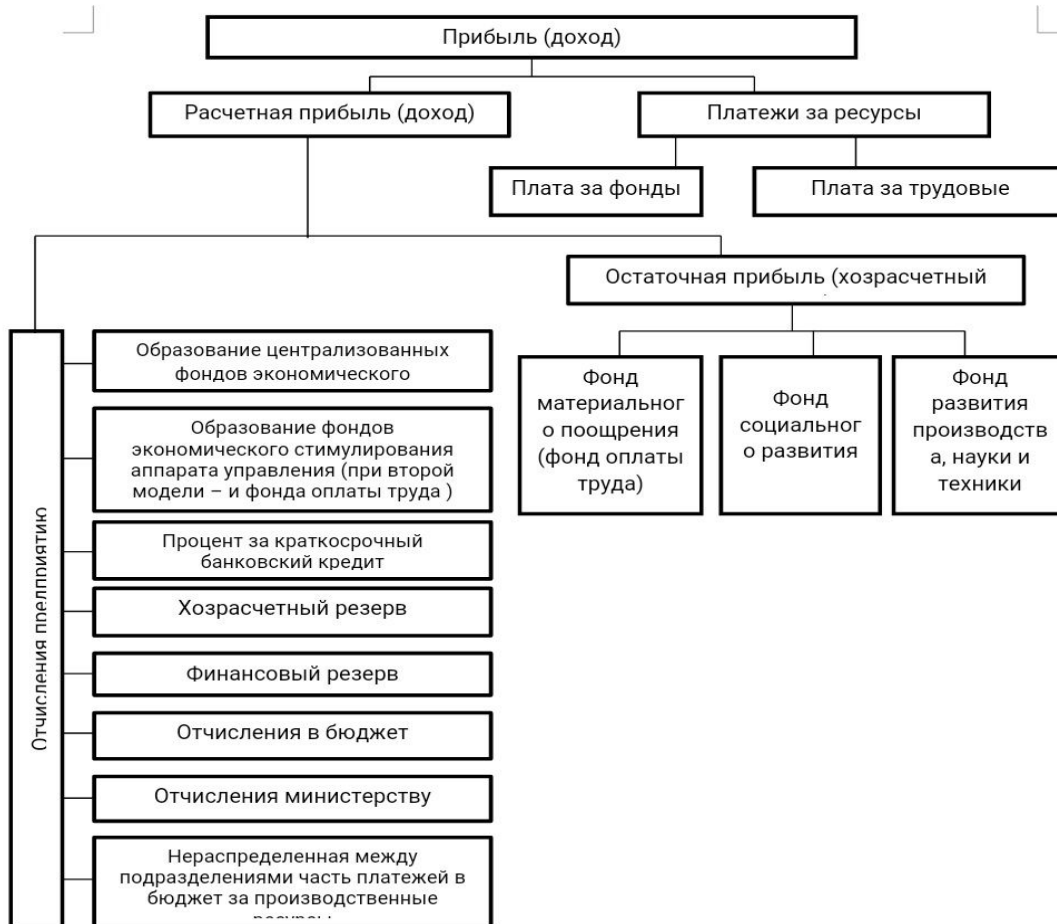 Прибыль (доход)
Расчетная прибыль (доход)
Платежи за ресурсы
Плата за фонды
Плата за трудовые
Остаточная прибыль (хозрасчетный
Отчисления предприятию
Образование централизованных
фондов экономического
Образование фондов
экономического стимулирования
аппарата управления (при второй
модели – и фонда оплаты труда )
Процент за краткосрочный
банковский кредит
Хозрасчетный резерв
Финансовый резерв
Отчисления в бюджет
Отчисления министерству
Нераспределенная между
подразделениями часть платежей в
бюджет за производственные
ресурсы
Фонд
материальног
о поощрения
(фонд оплаты
труда)
Фонд
социальног
о развития
Фонд
развития
производств
а, науки и
техники